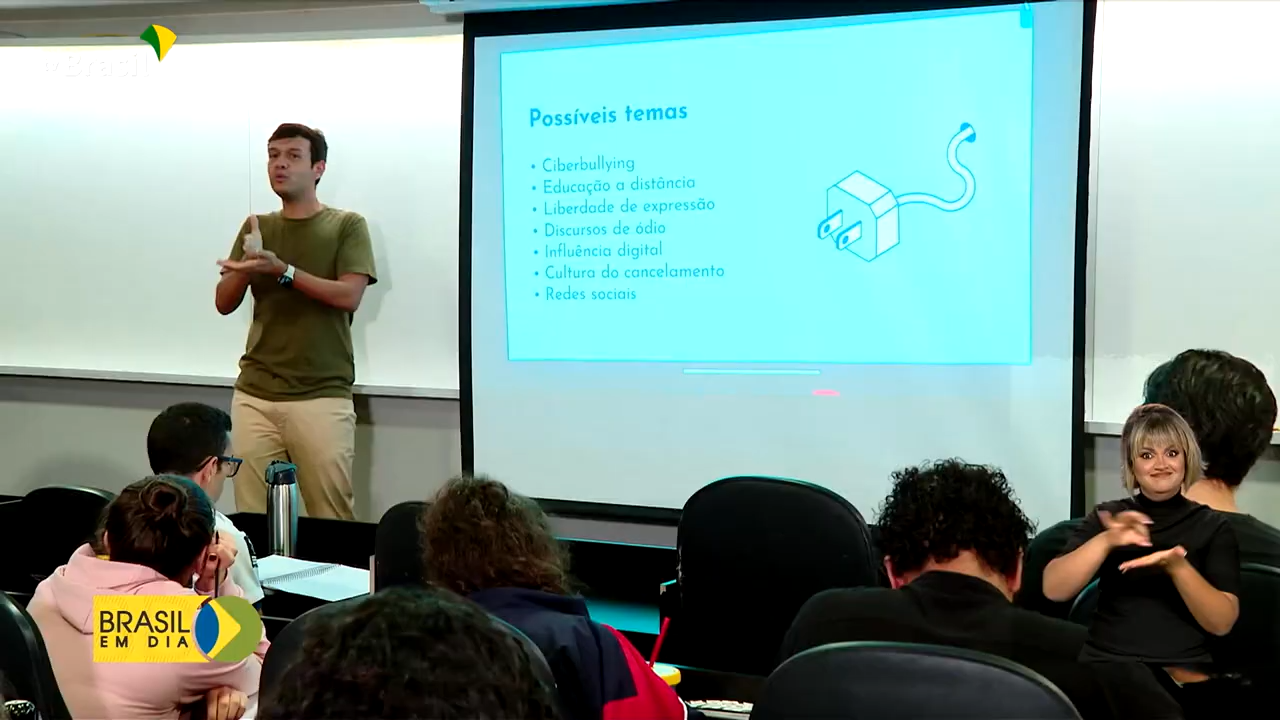 Brasil
Possíveis temas
• Ciberbullying
• Educação a distância
• Liberdade de expressão
• Discursos de ódio
• Influência digital
• Cultura do cancelamento
• Redes sociais
BRASIL
EM DIA